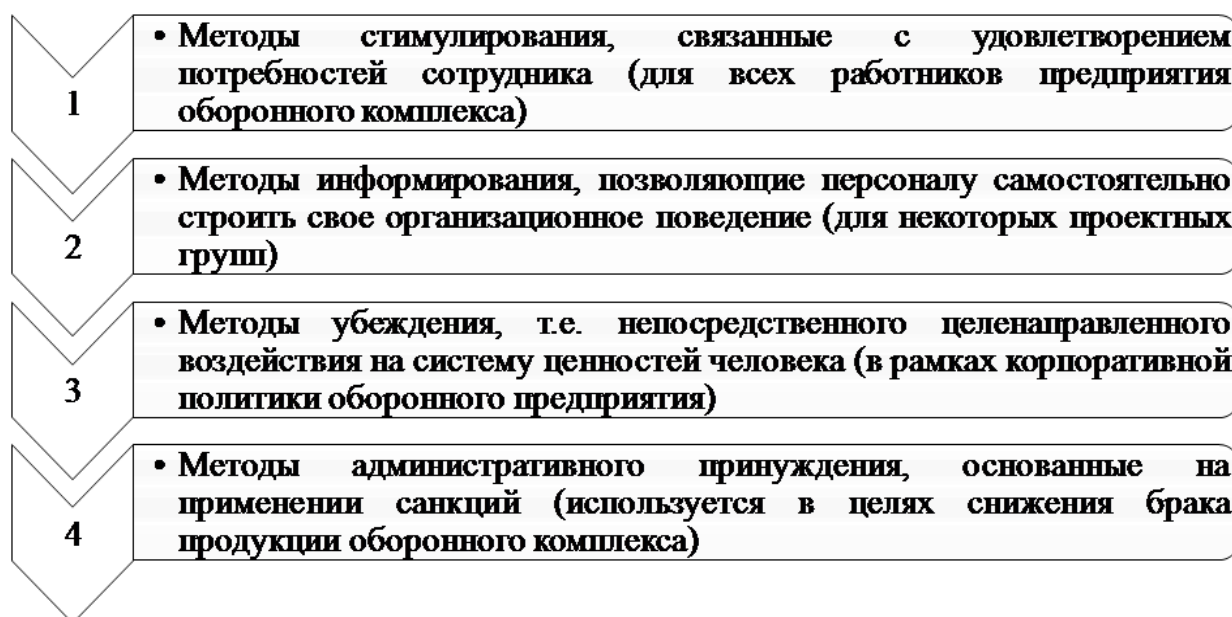 1
• Методы стимулирования, связанные с удовлетворением
потребностей сотрудника (для всех работников предприятия
оборонного комплекса)
2
• Методы информирования, позволяющие персоналу самостоятельно
строить свое организационное поведение (для некоторых проектных
групп)
3
• Методы убеждения, т.е. непосредственного целенаправленного
воздействия на систему ценностей человека (в рамках корпоративной
политики оборонного предприятия)
4
• Методы административного принуждения, основанные на
применении санкций (используется в целях снижения брака
продукции оборонного комплекса)